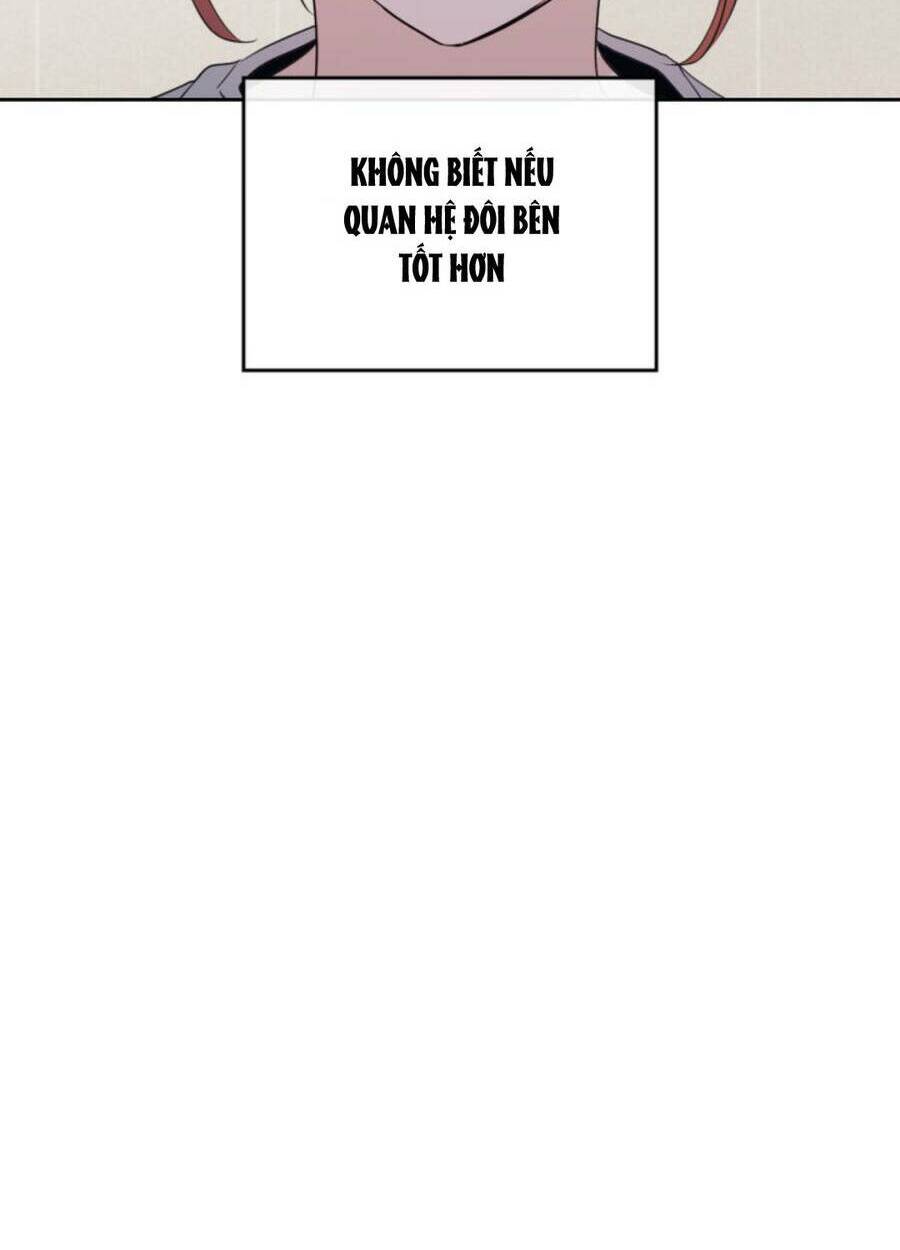 KHÔNG BIẾT NẾU
QUAN HỆ ĐÔI BÊN
TỐT HƠN